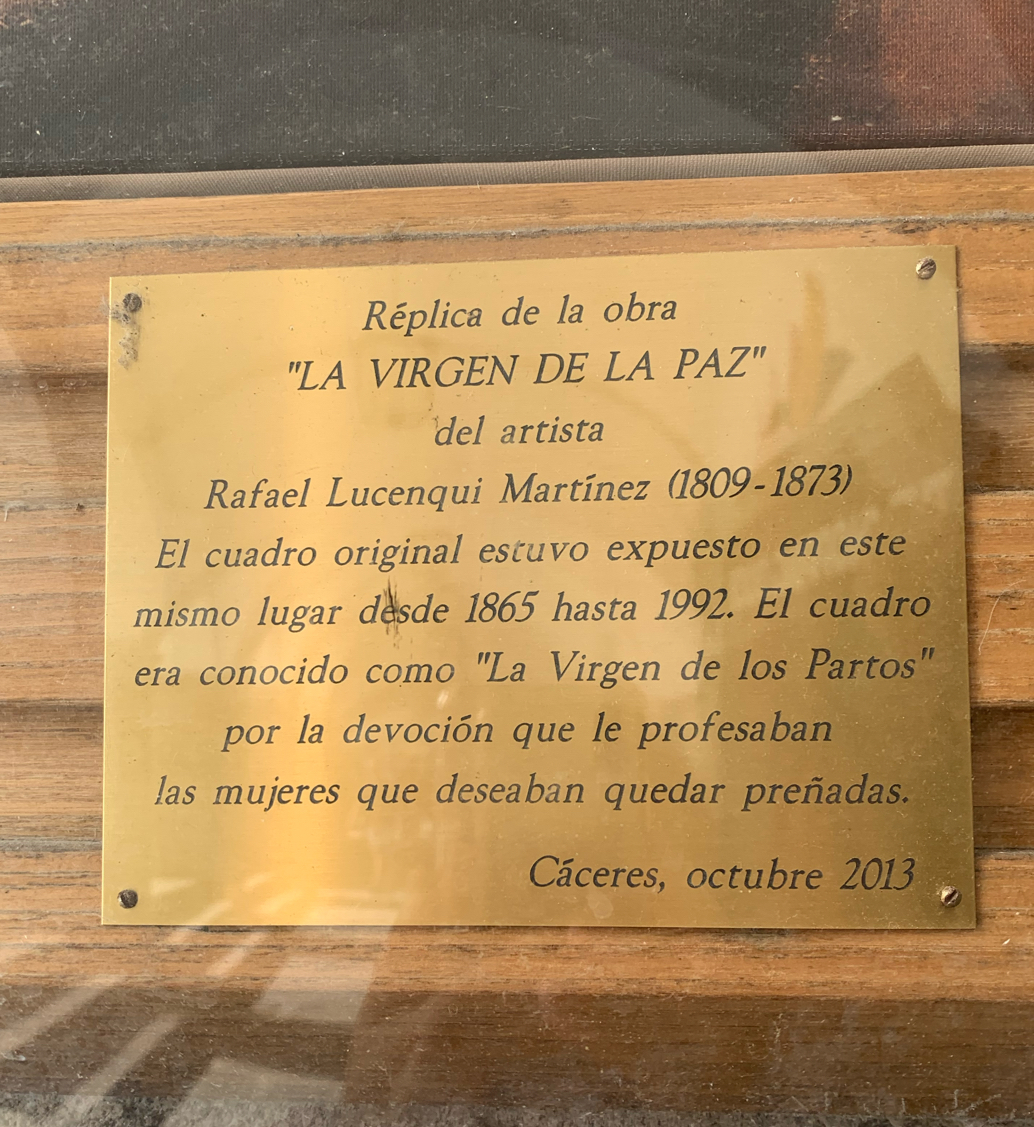 Réplica de la obra
"LA VIRGEN DE LA PAZ"
del artista
Rafael Lucenqui Martínez (1809-1873)
El cuadro original estuvo expuesto en este
mismo lugar desde 1865 hasta 1992. El cuadro
era conocido como "La Virgen de los Partos"
por la devoción que le profesaban
las mujeres que deseaban quedar preñadas.
Cáceres, octubre 2013